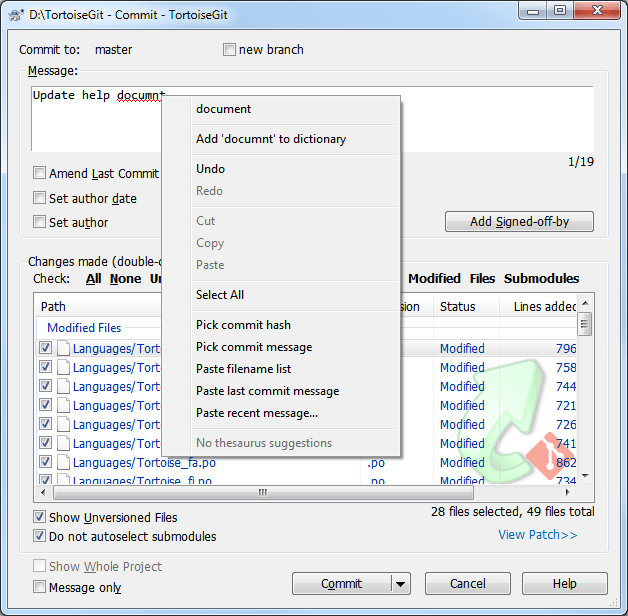 D:\TortoiseGit - Commit - TortoiseGit
Commit to: master new branch
Message:
Update help documnt
document
Add 'documnt' to dictionary
Undo
Redo
Cut
Copy
Paste
Select All
Pick commit hash
Pick commit message
Paste filename list
Paste last commit message
Paste recent message...
No thesaurus suggestions
1/19
Amend Last Commit
Set author date
Set author
Add Signed-off-by
Changes made (double-c
Check: All None Un Modified Files Submodules
Path sion Status Lines added
Modified Files
Languages/Tort Modified 796
Languages/Tort Modified 758
Languages/Tort Modified 744
Languages/Tort Modified 721
Languages/Tort Modified 726
Languages/Tort Modified 741
Languages/Tortoise_fa.po .po Modified 862
Languages/Tortoise_fi.po .po Modified 734
28 files selected, 49 files total
Show Unversioned Files
Do not autoselect submodules
View Patch>>
Show Whole Project
Message only
Commit Cancel Help